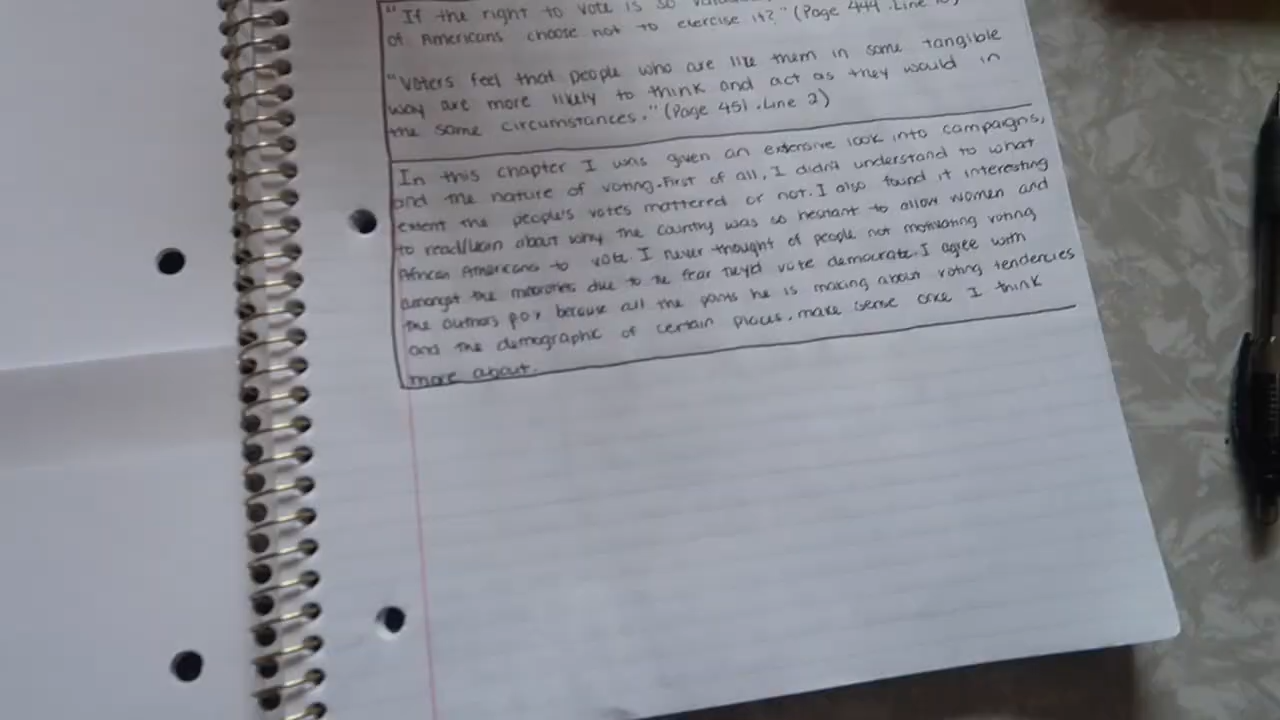 "If the right to vote is so
of Americans choose not to exercise it?" (Page 444. Line
"Voters feel that people who are like them in some tangible
way are more likely to think and act as they would in
the same circumstances." (Page 451. Line 2)
In this chapter I was given an extensive look into campaigns,
and the nature of voting. First of all, I didn't understand to what
extent the people's votes mattered or not. I also found it interesting
to read/learn about why the country was so hesitant to allow women and
African Americans to vote. I never thought of people not motivating voting
amongst the minorities due to the fear they'd vote democrate. I agree with
the authors POV because all the points he is making about voting tendencies
and the demographic of certain places, make sense once I think
more about.